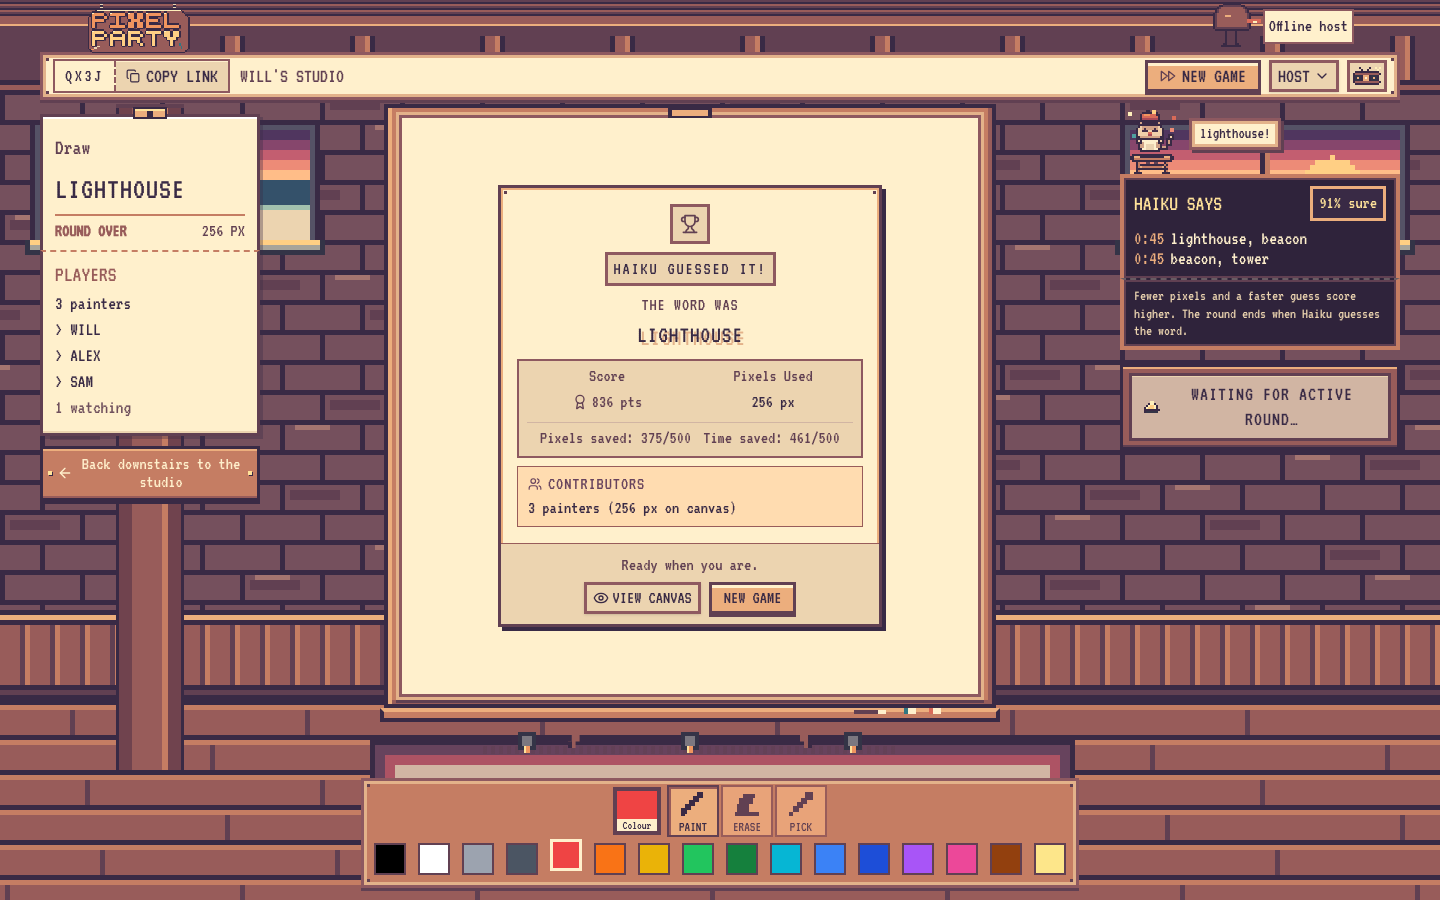 PIXEL
PARTY
Offline host
QX3J
COPY LINK
WILL'S STUDIO
NEW GAME
HOST
Draw
LIGHTHOUSE
ROUND OVER
256 PX
PLAYERS
3 painters
WILL
ALEX
SAM
1 watching
Back downstairs to the
studio
HAIKU GUESSED IT!
THE WORD WAS
LIGHTHOUSE
Score
Pixels Used
836 pts
256 px
Pixels saved: 375/500
Time saved: 461/500
CONTRIBUTORS
3 painters (256 px on canvas)
Ready when you are.
VIEW CANVAS
NEW GAME
lighthouse!
HAIKU SAYS
91% sure
0:45 lighthouse, beacon
0:45 beacon, tower
Fewer pixels and a faster guess score
higher. The round ends when Haiku guesses
the word.
WAITING FOR ACTIVE
ROUND…
Colour
PAINT
ERASE
PICK